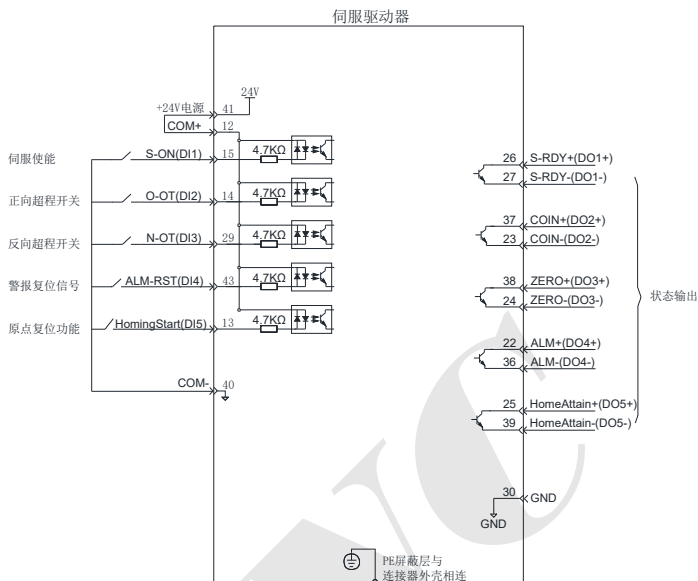 伺服驱动器
24V
+24V电源 41
COM+ 12
伺服使能 S-ON(DI1) 15 4.7KΩ
正向超程开关 O-OT(DI2) 14 4.7KΩ
反向超程开关 N-OT(DI3) 29 4.7KΩ
警报复位信号 ALM-RST(DI4) 43 4.7KΩ
原点复位功能 HomingStart(DI5) 13 4.7KΩ
COM- 40
26 S-RDY+(DO1+)
27 S-RDY-(DO1-)
37 COIN+(DO2+)
23 COIN-(DO2-)
38 ZERO+(DO3+)
24 ZERO-(DO3-)
状态输出
22 ALM+(DO4+)
36 ALM-(DO4-)
25 HomeAttain+(DO5+)
39 HomeAttain-(DO5-)
30 GND
GND
PE屏蔽层与
连接器外壳相连